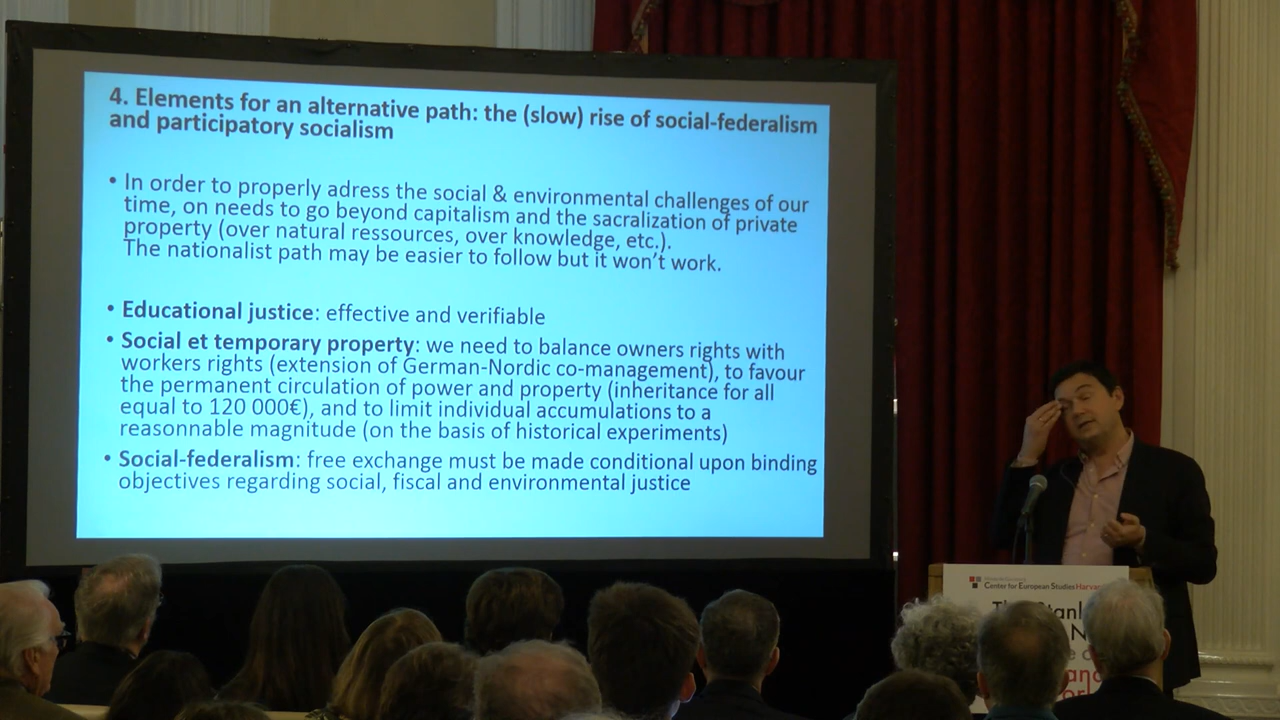 4. Elements for an alternative path: the (slow) rise of social-federalism
and participatory socialism
• In order to properly adress the social & environmental challenges of our
time, on needs to go beyond capitalism and the sacralization of private
property (over natural ressources, over knowledge, etc.).
The nationalist path may be easier to follow but it won't work.
• Educational justice: effective and verifiable
• Social et temporary property: we need to balance owners rights with
workers rights (extension of German-Nordic co-management), to favour
the permanent circulation of power and property (inheritance for all
equal to 120 000€), and to limit individual accumulations to a
reasonnable magnitude (on the basis of historical experiments)
• Social-federalism: free exchange must be made conditional upon binding
objectives regarding social, fiscal and environmental justice
Center for European Studies Harvard